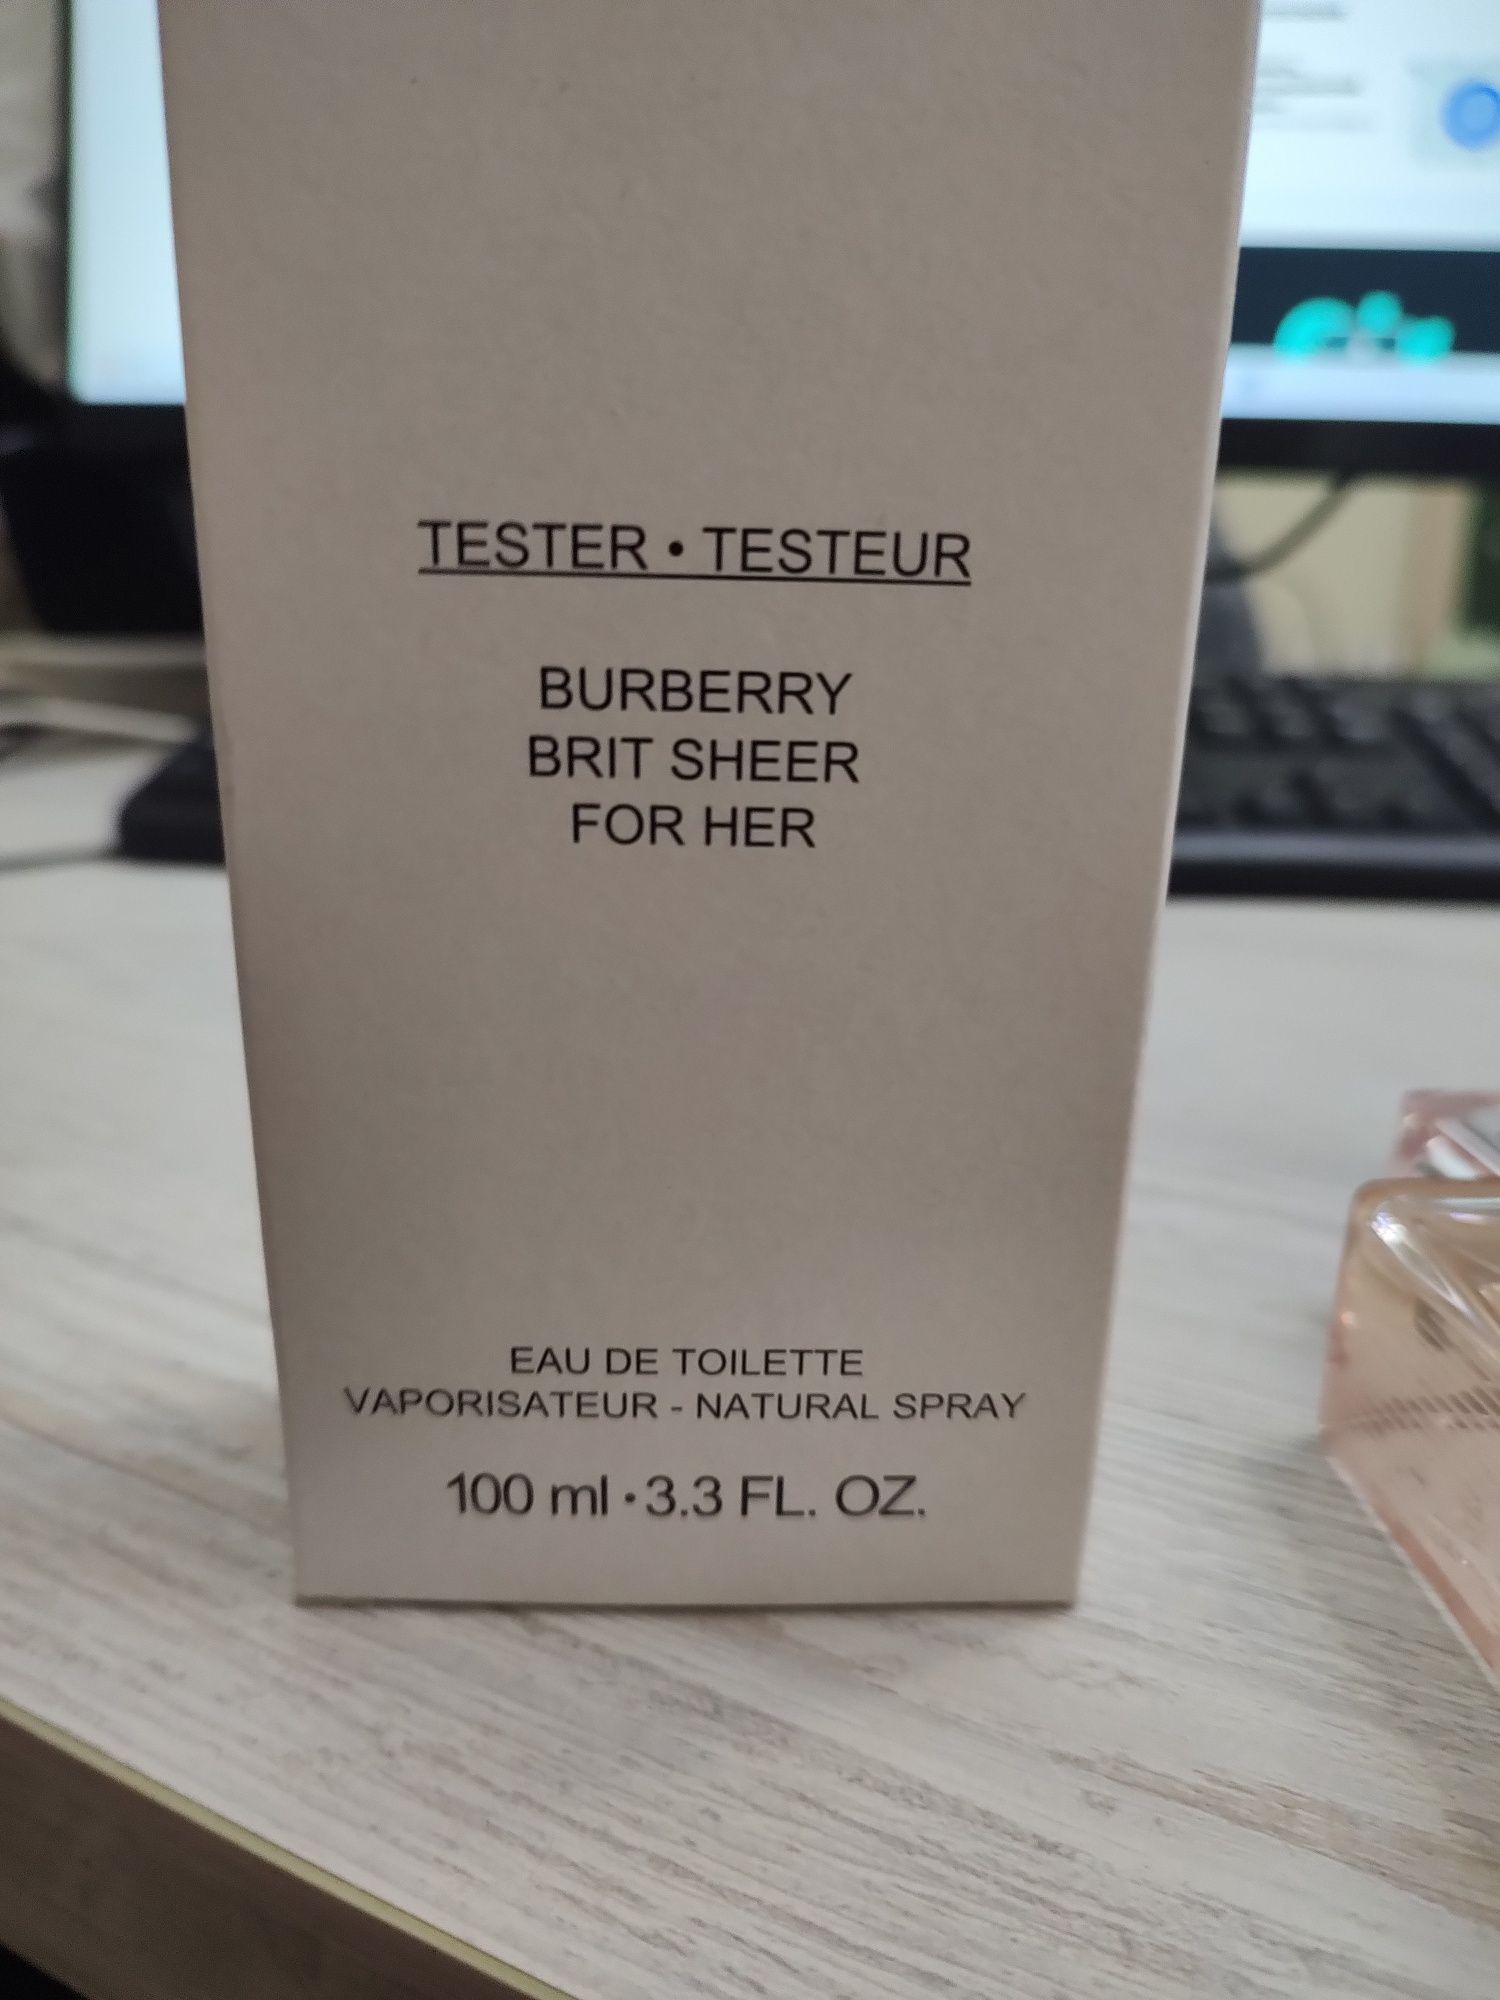 TESTER • TESTEUR
BURBERRY
BRIT SHEER
FOR HER
EAU DE TOILETTE
VAPORISATEUR - NATURAL SPRAY
100 ml • 3.3 FL. OZ.